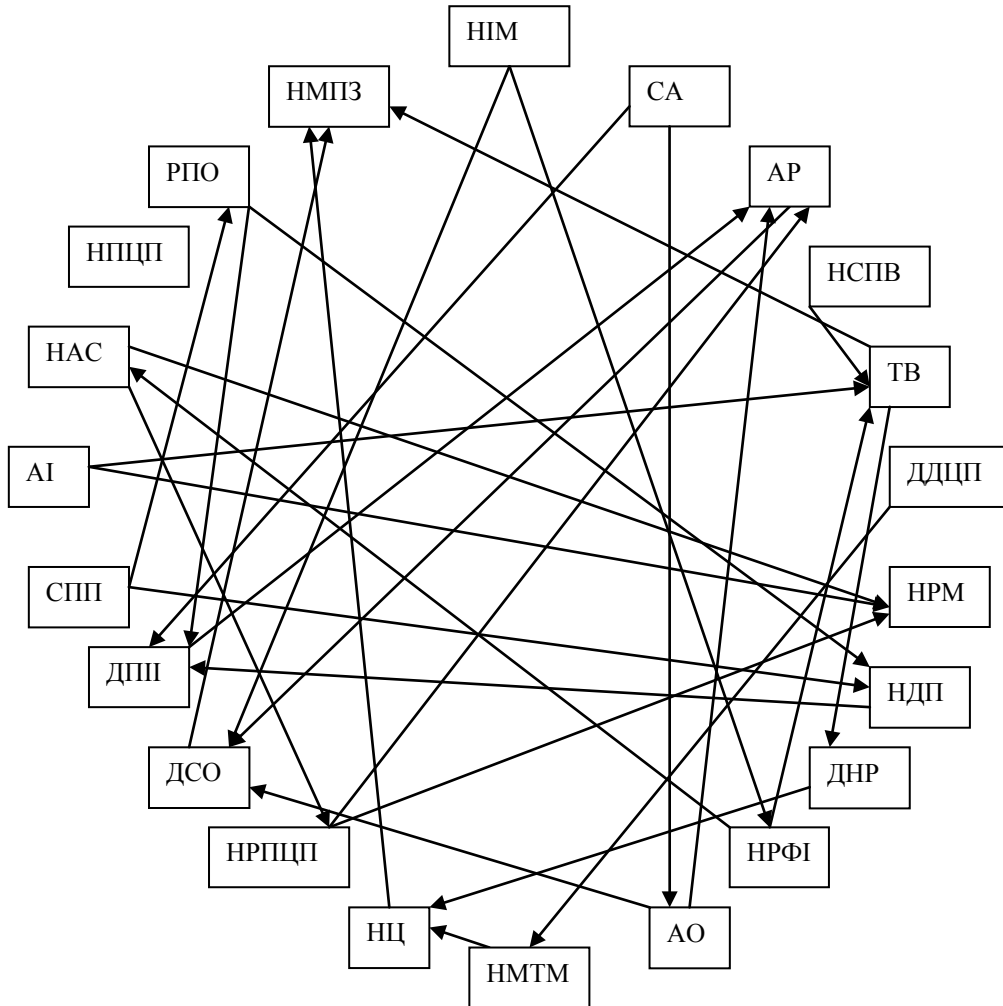 НІМ
СА
НМПЗ
РПО
АР
НПЦП
НСПВ
НАС
ТВ
АІ
ДДЦП
СПП
НРМ
ДПІІ
НДП
ДСО
ДНР
НРПЦП
НРФІ
НЦ
АО
НМТМ